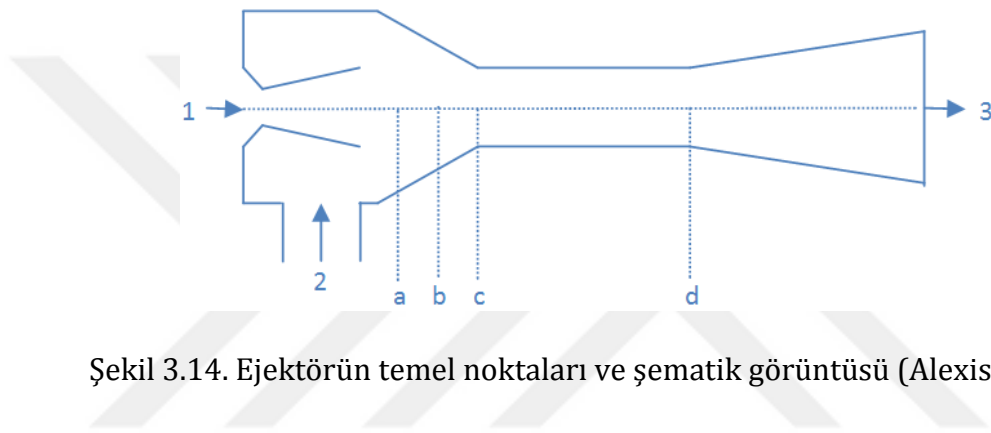 1
3
2
a b c d
Şekil 3.14. Ejektörün temel noktaları ve şematik görüntüsü (Alexis